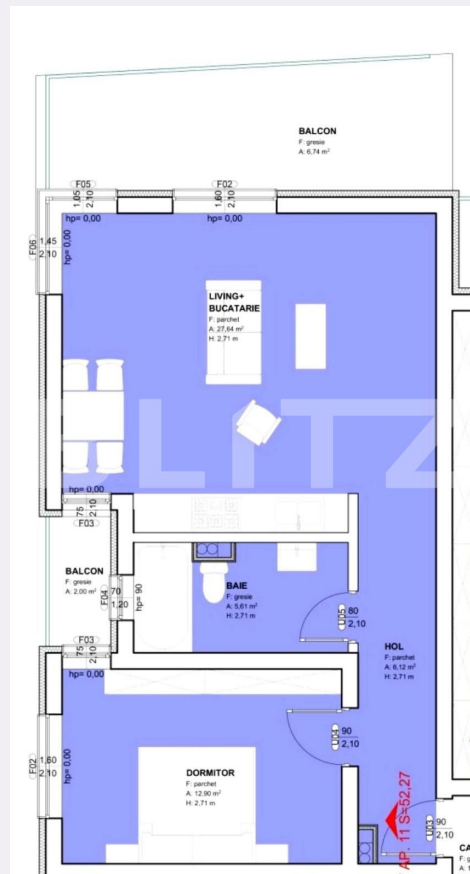 BALCON
F: gresie
A: 6,74 m²
F05
1,05
2,10
hp= 0,00
F02
1,60
2,10
hp= 0,00
F06
1,45
2,10
hp= 0,00
LIVING+
BUCATARIE
F: parchet
A: 27,64 m²
H: 2,71 m
BLITZ
hp= 0,00
75
2,10
F03
BALCON
F: gresie
A: 2,00 m²
F04
70
1,20
hp= 90
BAIE
F: gresie
A: 5,61 m²
H: 2,71 m
U05
80
2,10
HOL
F: parchet
A: 6,12 m²
H: 2,71 m
F03
75
2,10
hp= 0,00
U04
90
2,10
F02
1,60
2,10
hp= 0,00
DORMITOR
F: parchet
A: 12,90 m²
H: 2,71 m
AP. 11 S=52,27
U03
90
2,10